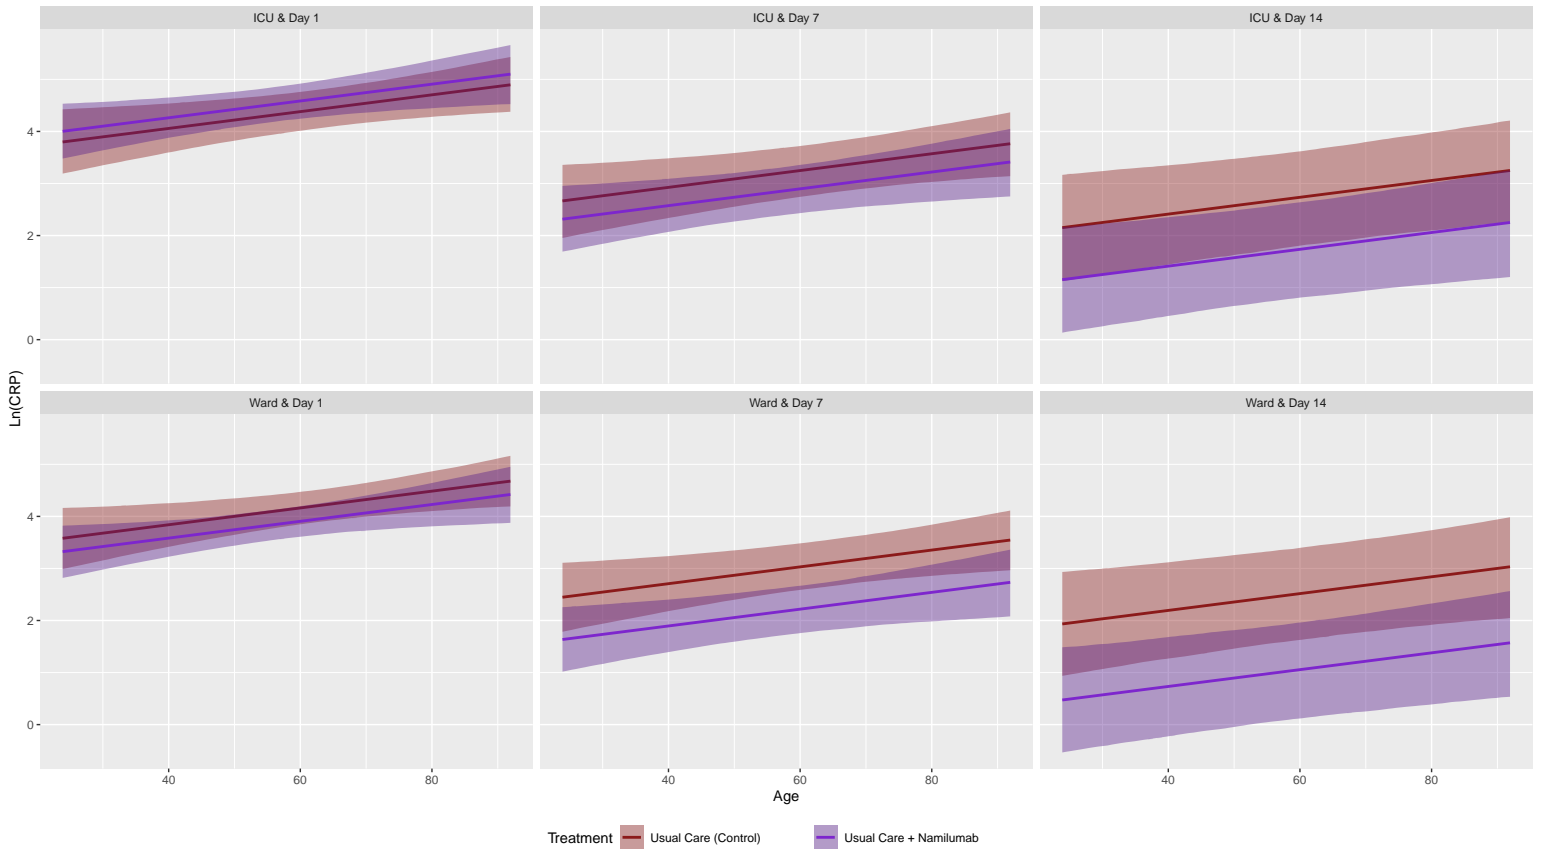 ICU & Day 1
ICU & Day 7
ICU & Day 14
4
2
0
Ln(CRP)
Ward & Day 1
Ward & Day 7
Ward & Day 14
4
2
0
40 60 80
40 60 80
40 60 80
Age
Treatment Usual Care (Control) Usual Care + Namilumab